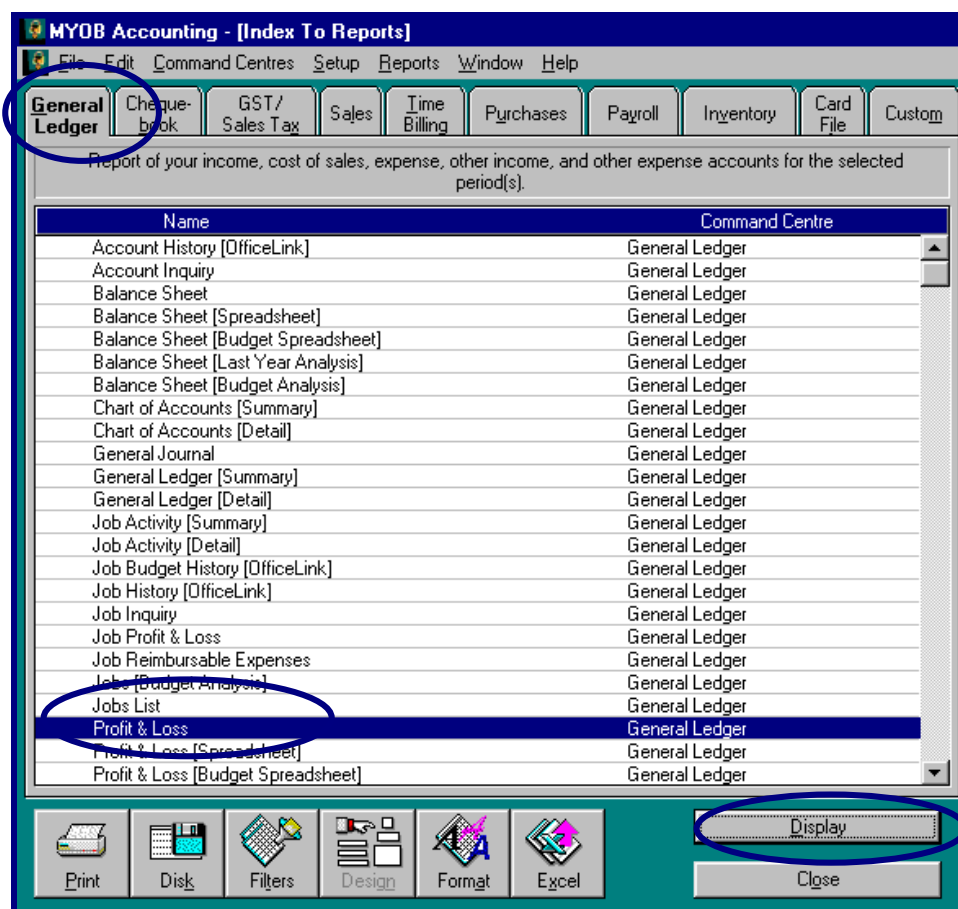 MYOB Accounting - [Index To Reports]
File Edit Command Centres Setup Reports Window Help
General Ledger
Cheque-book
GST/ Sales Tax
Sales
Time Billing
Purchases
Payroll
Inventory
Card File
Custom
Report of your income, cost of sales, expense, other income, and other expense accounts for the selected
period(s).
Name Command Centre
Account History [OfficeLink] General Ledger
Account Inquiry General Ledger
Balance Sheet General Ledger
Balance Sheet [Spreadsheet] General Ledger
Balance Sheet [Budget Spreadsheet] General Ledger
Balance Sheet [Last Year Analysis] General Ledger
Balance Sheet [Budget Analysis] General Ledger
Chart of Accounts [Summary] General Ledger
Chart of Accounts [Detail] General Ledger
General Journal General Ledger
General Ledger [Summary] General Ledger
General Ledger [Detail] General Ledger
Job Activity [Summary] General Ledger
Job Activity [Detail] General Ledger
Job Budget History [OfficeLink] General Ledger
Job History [OfficeLink] General Ledger
Job Inquiry General Ledger
Job Profit & Loss General Ledger
Job Reimbursable Expenses General Ledger
Jobs [Budget Analysis] General Ledger
Jobs List General Ledger
Profit & Loss General Ledger
Profit & Loss [Spreadsheet] General Ledger
Profit & Loss [Budget Spreadsheet] General Ledger
Display
Print Disk Filters Design Format Excel Close